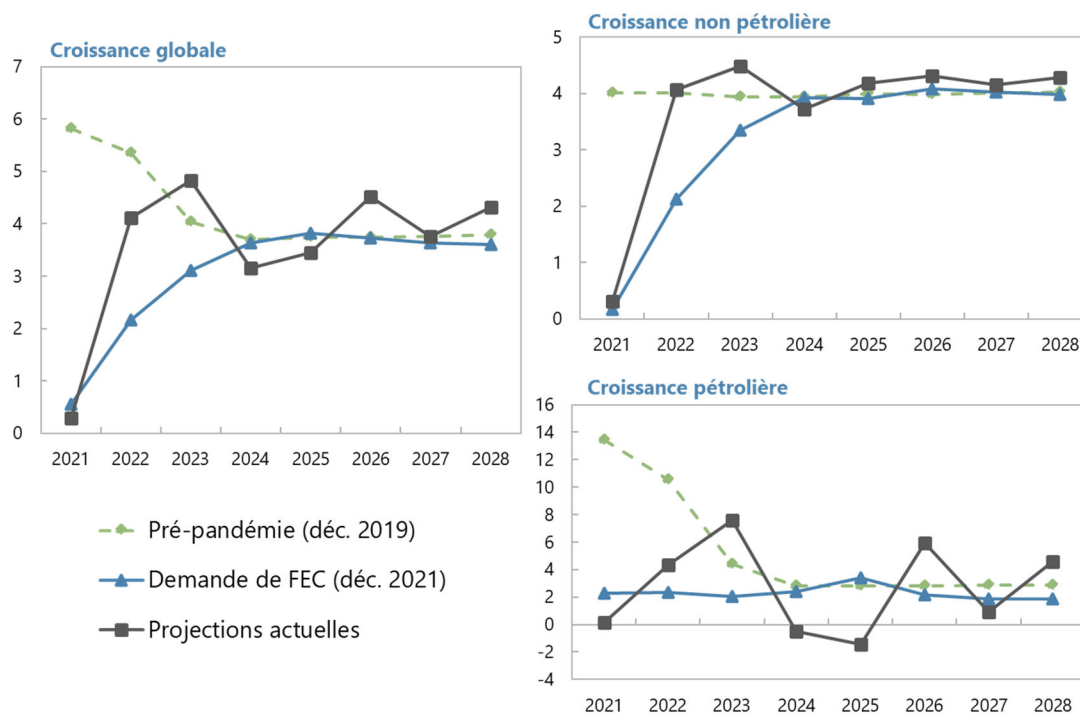 Croissance globale
7
6
5
4
3
2
1
0
2021 2022 2023 2024 2025 2026 2027 2028
Pré-pandémie (déc. 2019)
Demande de FEC (déc. 2021)
Projections actuelles
Croissance non pétrolière
5
4
3
2
1
0
2021 2022 2023 2024 2025 2026 2027 2028
Croissance pétrolière
16
14
12
10
8
6
4
2
0
-2
-4
2021 2022 2023 2024 2025 2026 2027 2028